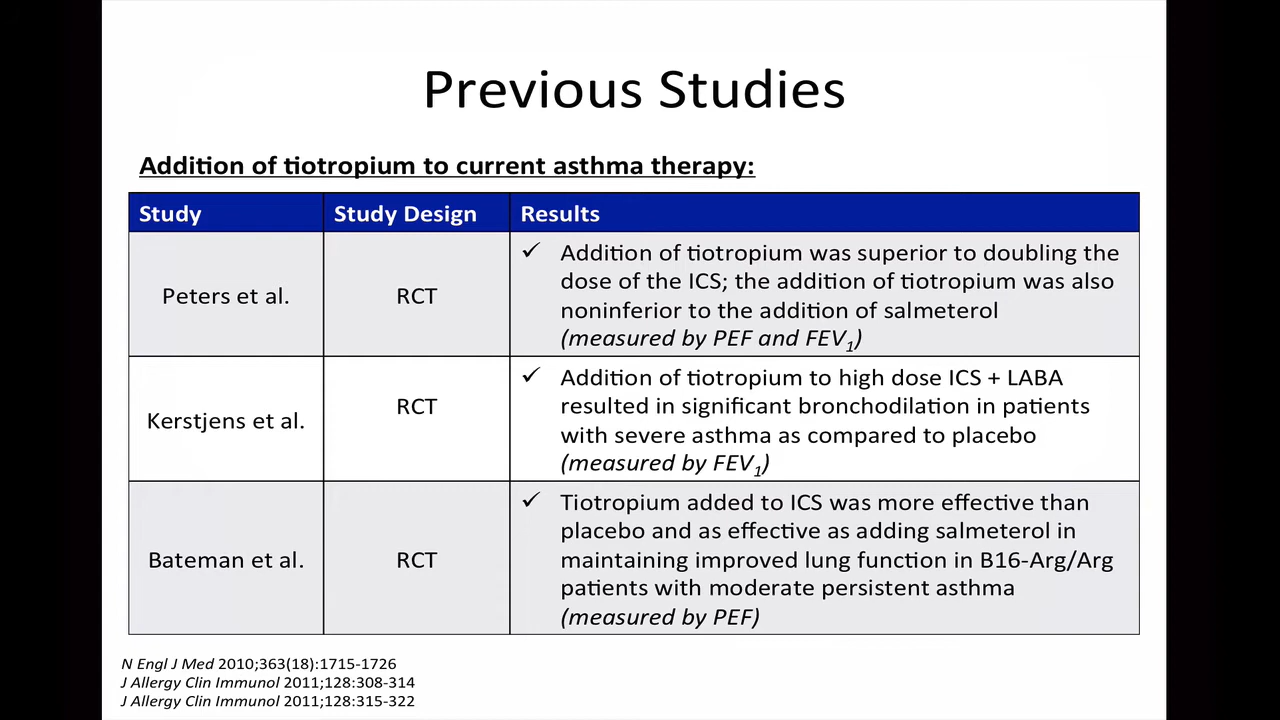 Previous Studies
Addition of tiotropium to current asthma therapy:
Study Study Design Results
Peters et al.
RCT
✓ Addition of tiotropium was superior to doubling the
dose of the ICS; the addition of tiotropium was also
noninferior to the addition of salmeterol
(measured by PEF and FEV1)
Kerstjens et al.
RCT
✓ Addition of tiotropium to high dose ICS + LABA
resulted in significant bronchodilation in patients
with severe asthma as compared to placebo
(measured by FEV1)
Bateman et al.
RCT
✓ Tiotropium added to ICS was more effective than
placebo and as effective as adding salmeterol in
maintaining improved lung function in B16-Arg/Arg
patients with moderate persistent asthma
(measured by PEF)
N Engl J Med 2010;363(18):1715-1726
J Allergy Clin Immunol 2011;128:308-314
J Allergy Clin Immunol 2011;128:315-322